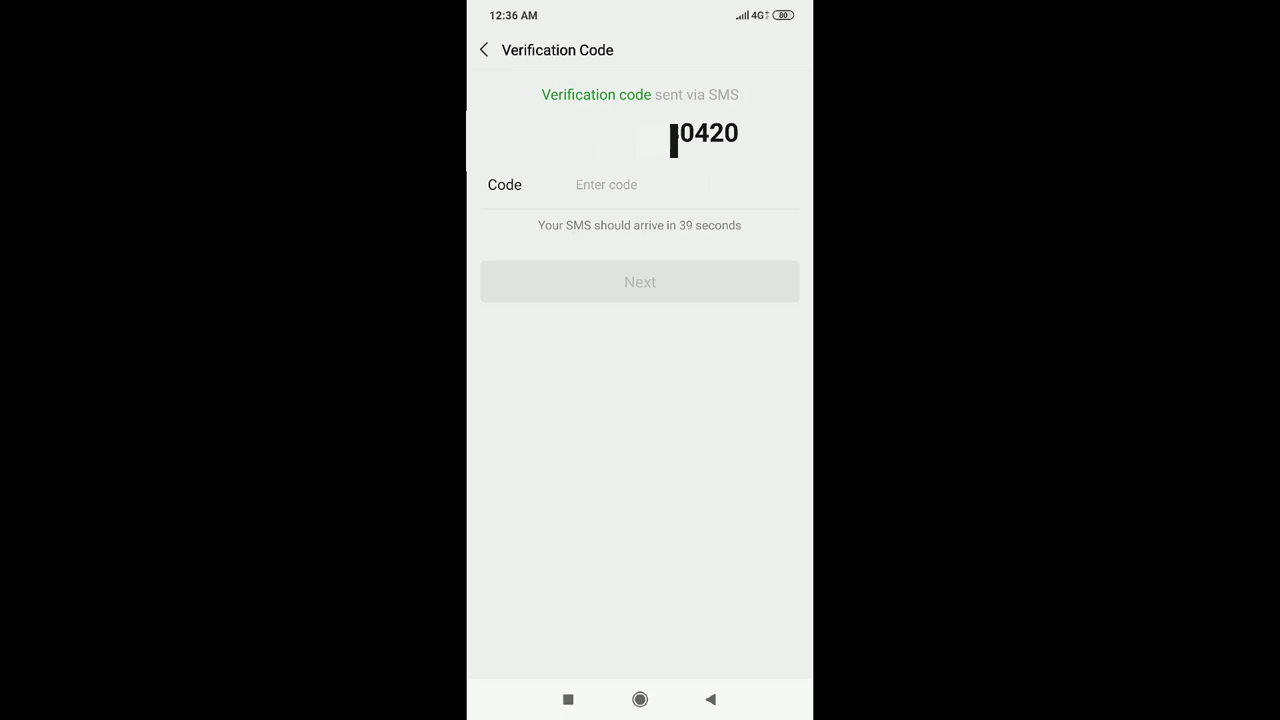 12:36 AM 4G 80
Verification Code
Verification code sent via SMS
0420
Code Enter code
Your SMS should arrive in 39 seconds
Next